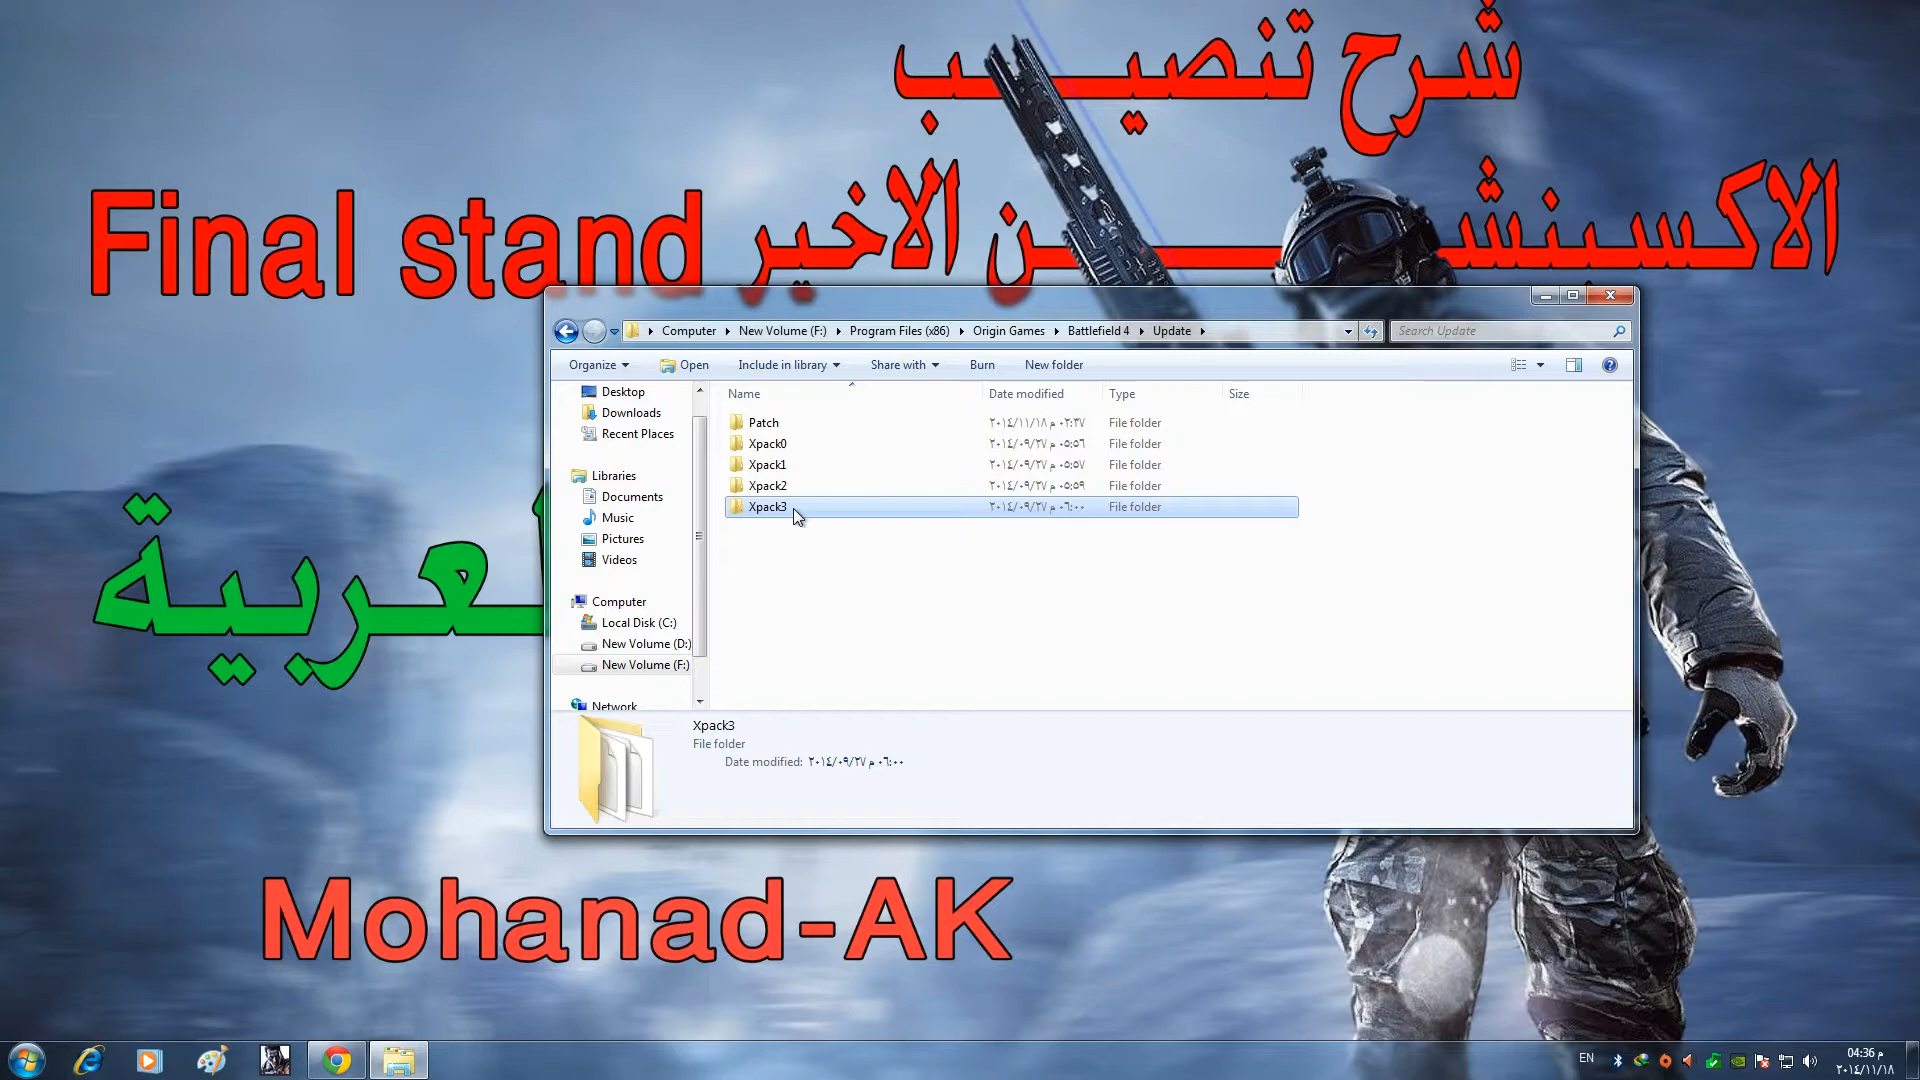 شرح تنصيب
الاكسبنشن الاخير Final stand
Computer
New Volume (F:)
Program Files (x86)
Origin Games
Battlefield 4
Update
Search Update
Organize
Open
Include in library
Share with
Burn
New folder
Name
Date modified
Type
Size
Desktop
Downloads
Recent Places
Libraries
Documents
Music
Pictures
Videos
Computer
Local Disk (C:)
New Volume (D:)
New Volume (F:)
Network
Patch ٢٠١٤/١١/١٨ م ٠٢:٣٧ File folder
Xpack0 ٢٠١٤/٠٩/٢٧ م ٠٥:٥٦ File folder
Xpack1 ٢٠١٤/٠٩/٢٧ م ٠٥:٥٧ File folder
Xpack2 ٢٠١٤/٠٩/٢٧ م ٠٥:٥٩ File folder
Xpack3 ٢٠١٤/٠٩/٢٧ م ٠٦:٠٠ File folder
Xpack3
File folder
Date modified: ٢٠١٤/٠٩/٢٧ م ٠٦:٠٠
Mohanad-AK
EN
04:36 م
٢٠١٤/١١/١٨